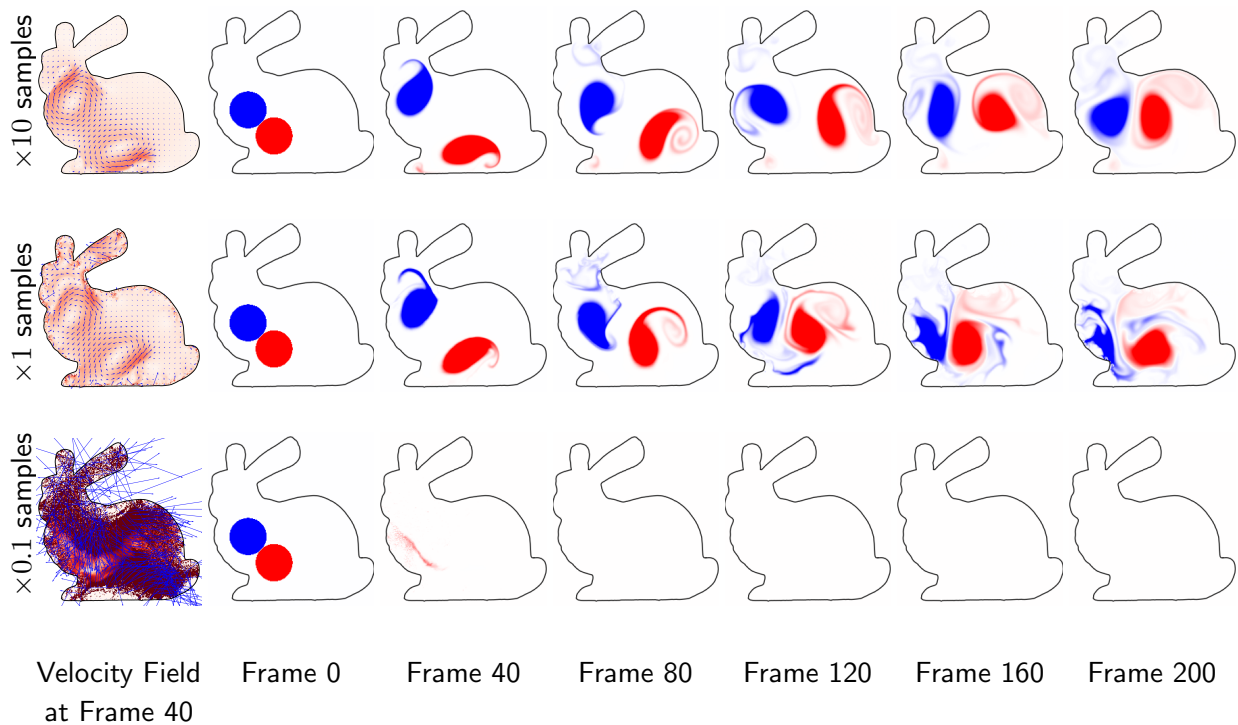 ×10 samples
×1 samples
×0.1 samples
Velocity Field
at Frame 40
Frame 0
Frame 40
Frame 80
Frame 120
Frame 160
Frame 200